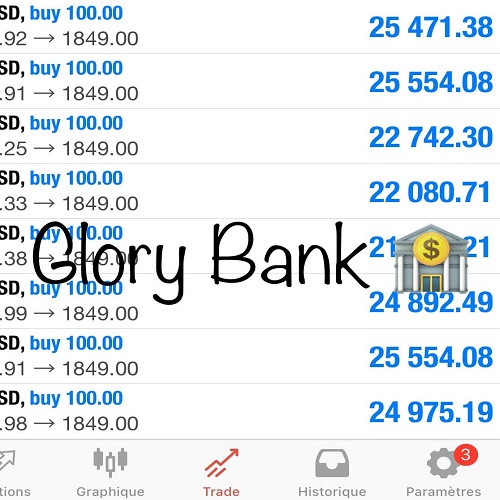 SD, buy 100.00
25 471.38
.92 → 1849.00
SD, buy 100.00
25 554.08
.91 → 1849.00
SD, buy 100.00
22 742.30
.25 → 1849.00
SD, buy 100.00
22 080.71
.33 → 1849.00
SD, buy 100.00
21 21
.38 → 1849.00
Glory Bank
$
SD, buy 100.00
24 892.49
.99 → 1849.00
SD, buy 100.00
25 554.08
.91 → 1849.00
SD, buy 100.00
24 975.19
.98 → 1849.00
3
tions Graphique Trade Historique Paramètres